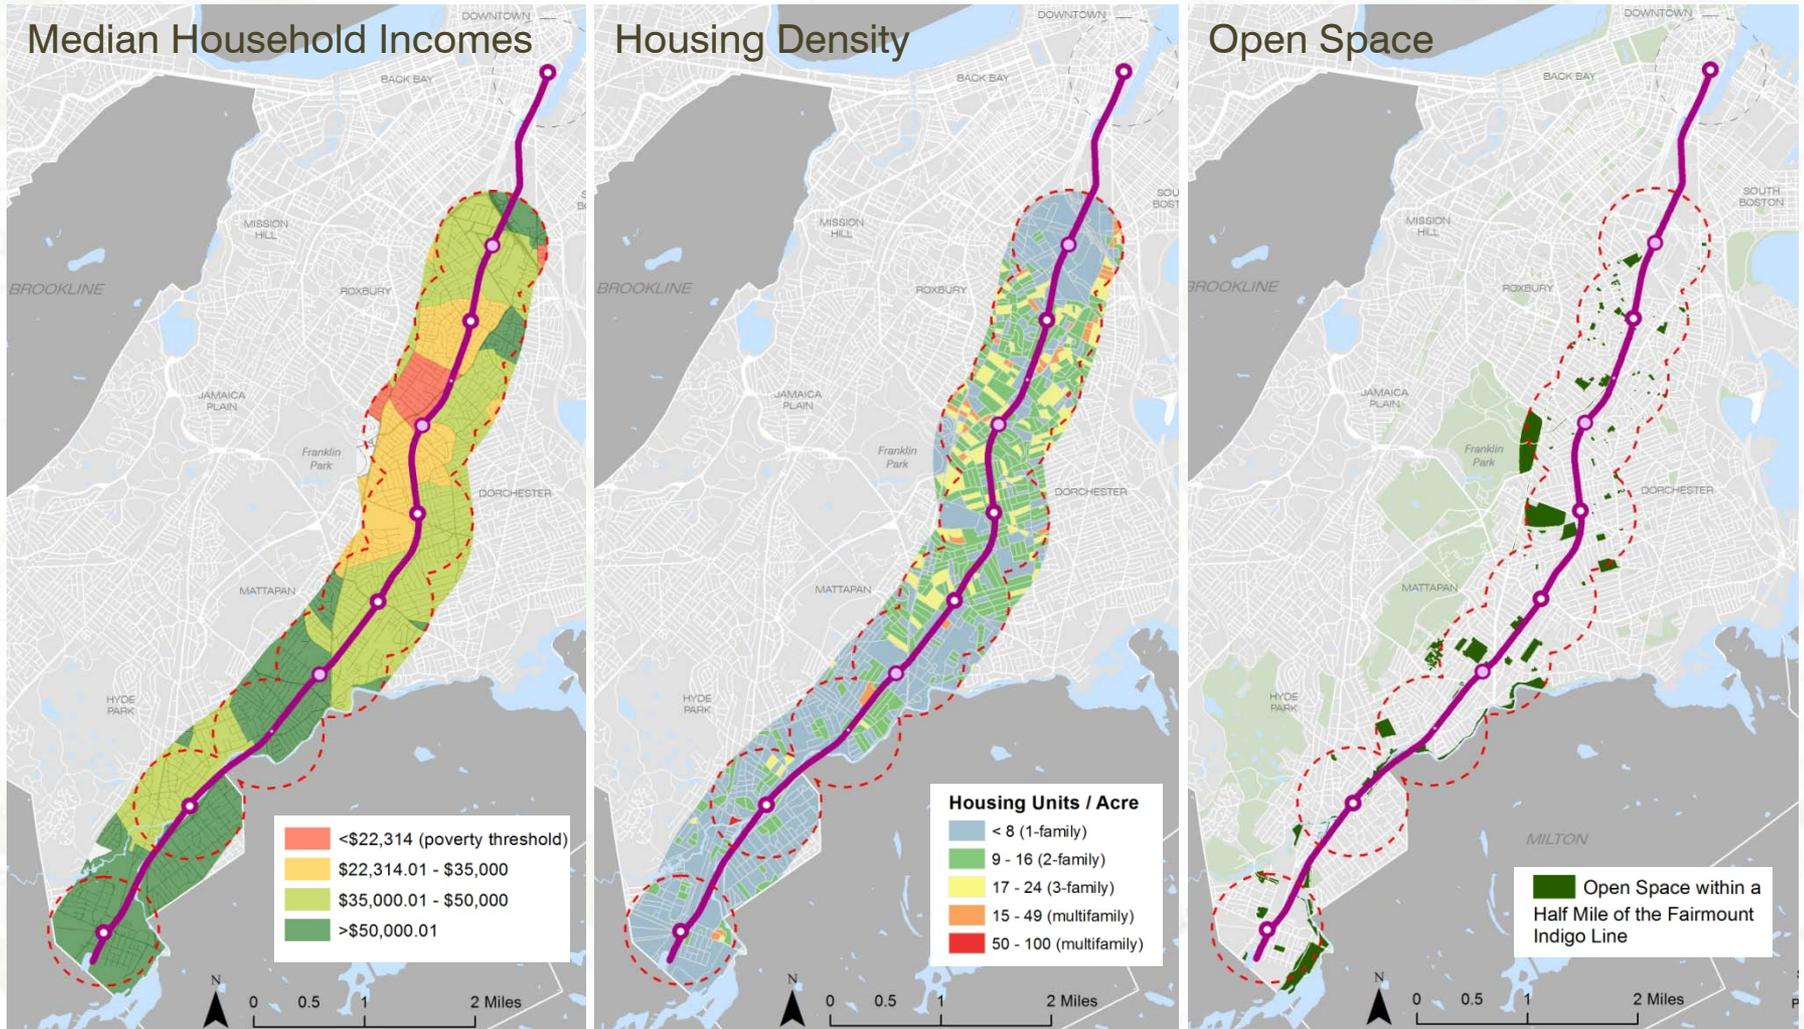 Median Household Incomes
DOWNTOWN
BACK BAY
MISSION
HILL
BROOKLINE
ROXBURY
JAMAICA
PLAIN
Franklin
Park
DORCHESTER
MATTAPAN
HYDE
PARK
<$22,314 (poverty threshold)
$22,314.01 - $35,000
$35,000.01 - $50,000
>$50,000.01
N
0 0.5 1 2 Miles
Housing Density
DOWNTOWN
BACK BAY
SOU
BOST
MISSION
HILL
BROOKLINE
ROXBURY
JAMAICA
PLAIN
Franklin
Park
DORCHESTER
MATTAPAN
HYDE
PARK
Housing Units / Acre
< 8 (1-family)
9 - 16 (2-family)
17 - 24 (3-family)
15 - 49 (multifamily)
50 - 100 (multifamily)
N
0 0.5 1 2 Miles
Open Space
DOWNTOWN
BACK BAY
SOUTH
BOSTON
MISSION
HILL
BROOKLINE
ROXBURY
JAMAICA
PLAIN
Franklin
Park
DORCHESTER
MATTAPAN
HYDE
PARK
MILTON
Open Space within a
Half Mile of the Fairmount
Indigo Line
N
0 0.5 1 2 Miles